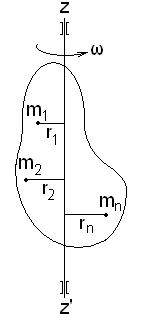 z
ω
m₁
r₁
m₂
r₂
mₙ
rₙ
z'